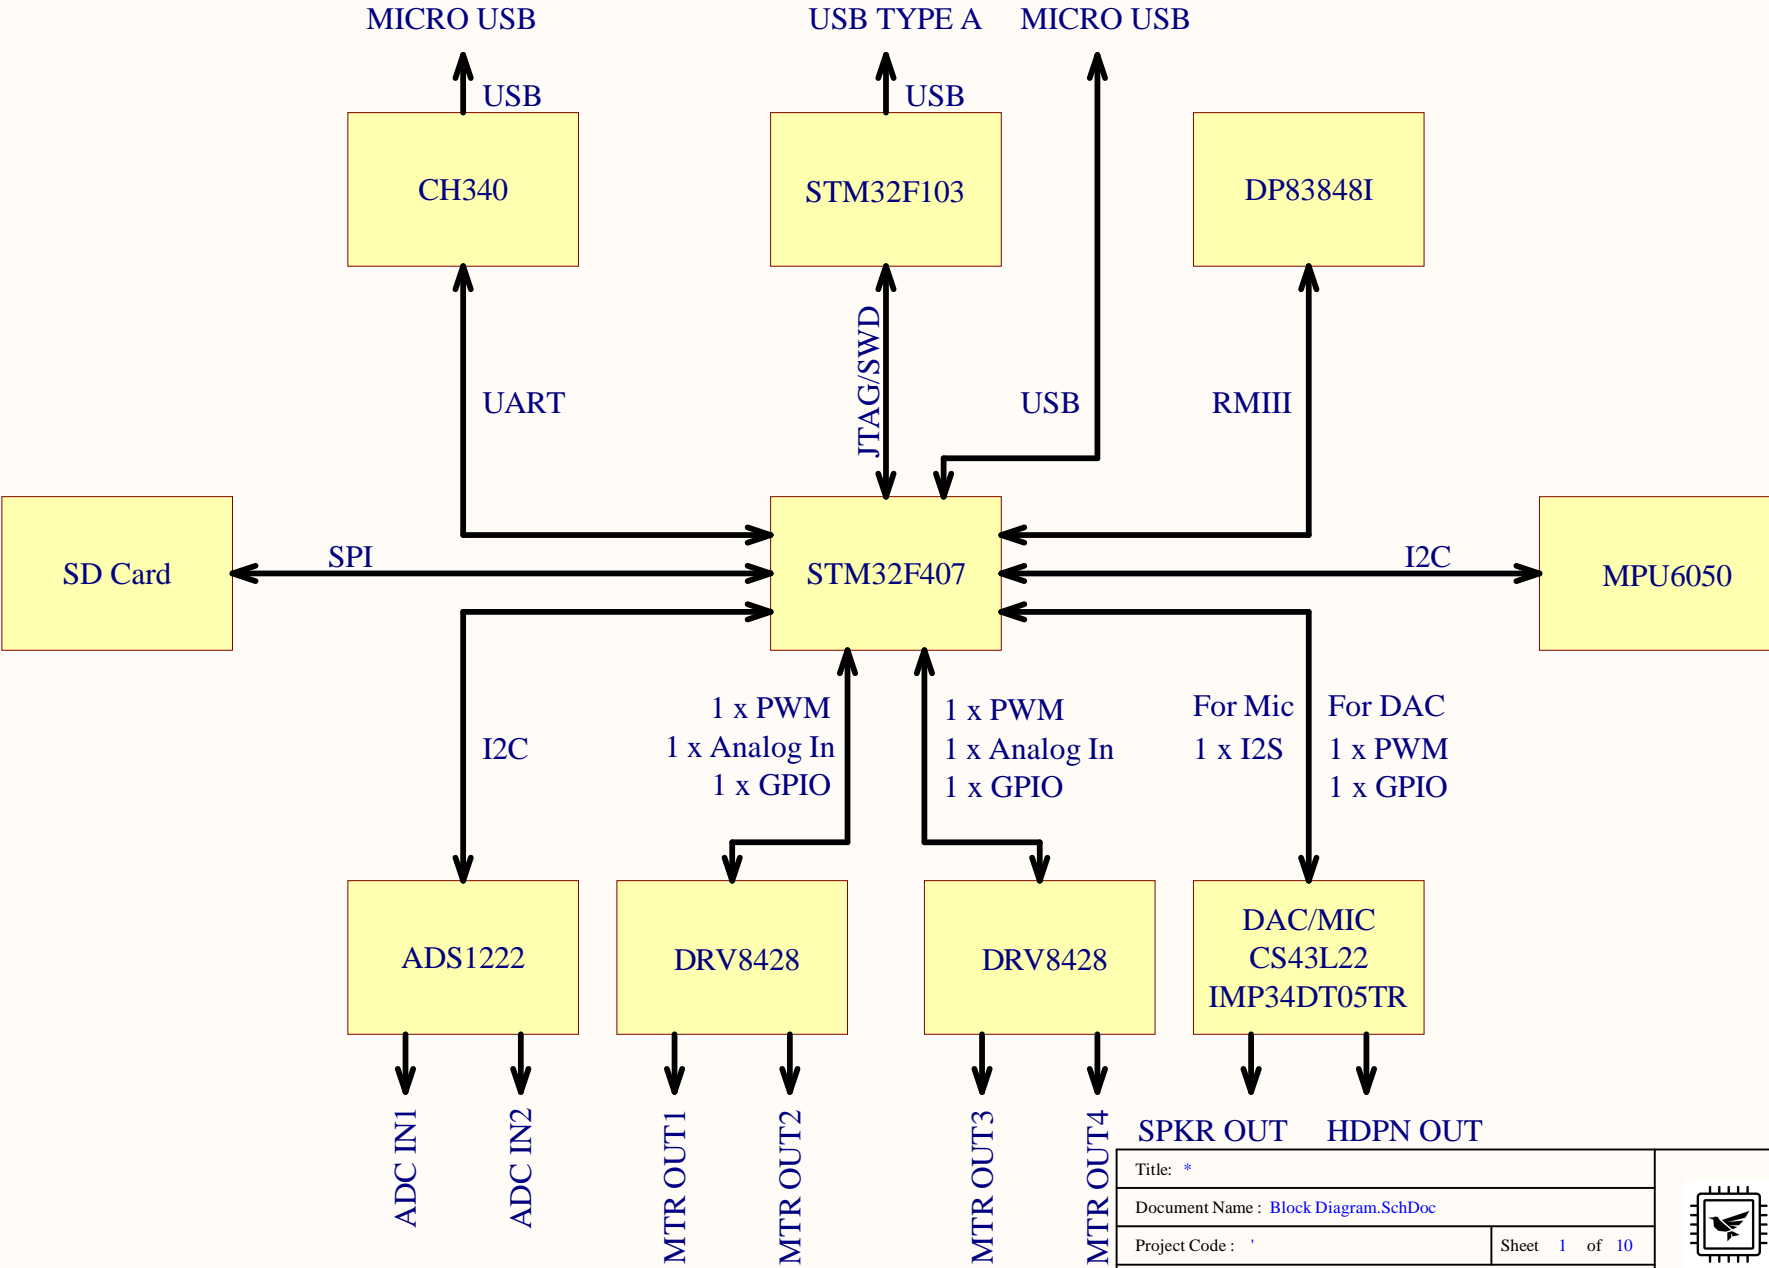 MICRO USB
USB TYPE A
MICRO USB
USB
USB
CH340
STM32F103
DP83848I
JTAG/SWD
UART
USB
RMIII
SD Card
SPI
STM32F407
I2C
MPU6050
I2C
1 x PWM
1 x Analog In
1 x GPIO
1 x PWM
1 x Analog In
1 x GPIO
For Mic
1 x I2S
For DAC
1 x PWM
1 x GPIO
ADS1222
DRV8428
DRV8428
DAC/MIC
CS43L22
IMP34DT05TR
ADC IN1
ADC IN2
MTR OUT1
MTR OUT2
MTR OUT3
MTR OUT4
SPKR OUT
HDPN OUT
Title: *
Document Name : Block Diagram.SchDoc
Project Code : '
Sheet 1 of 10